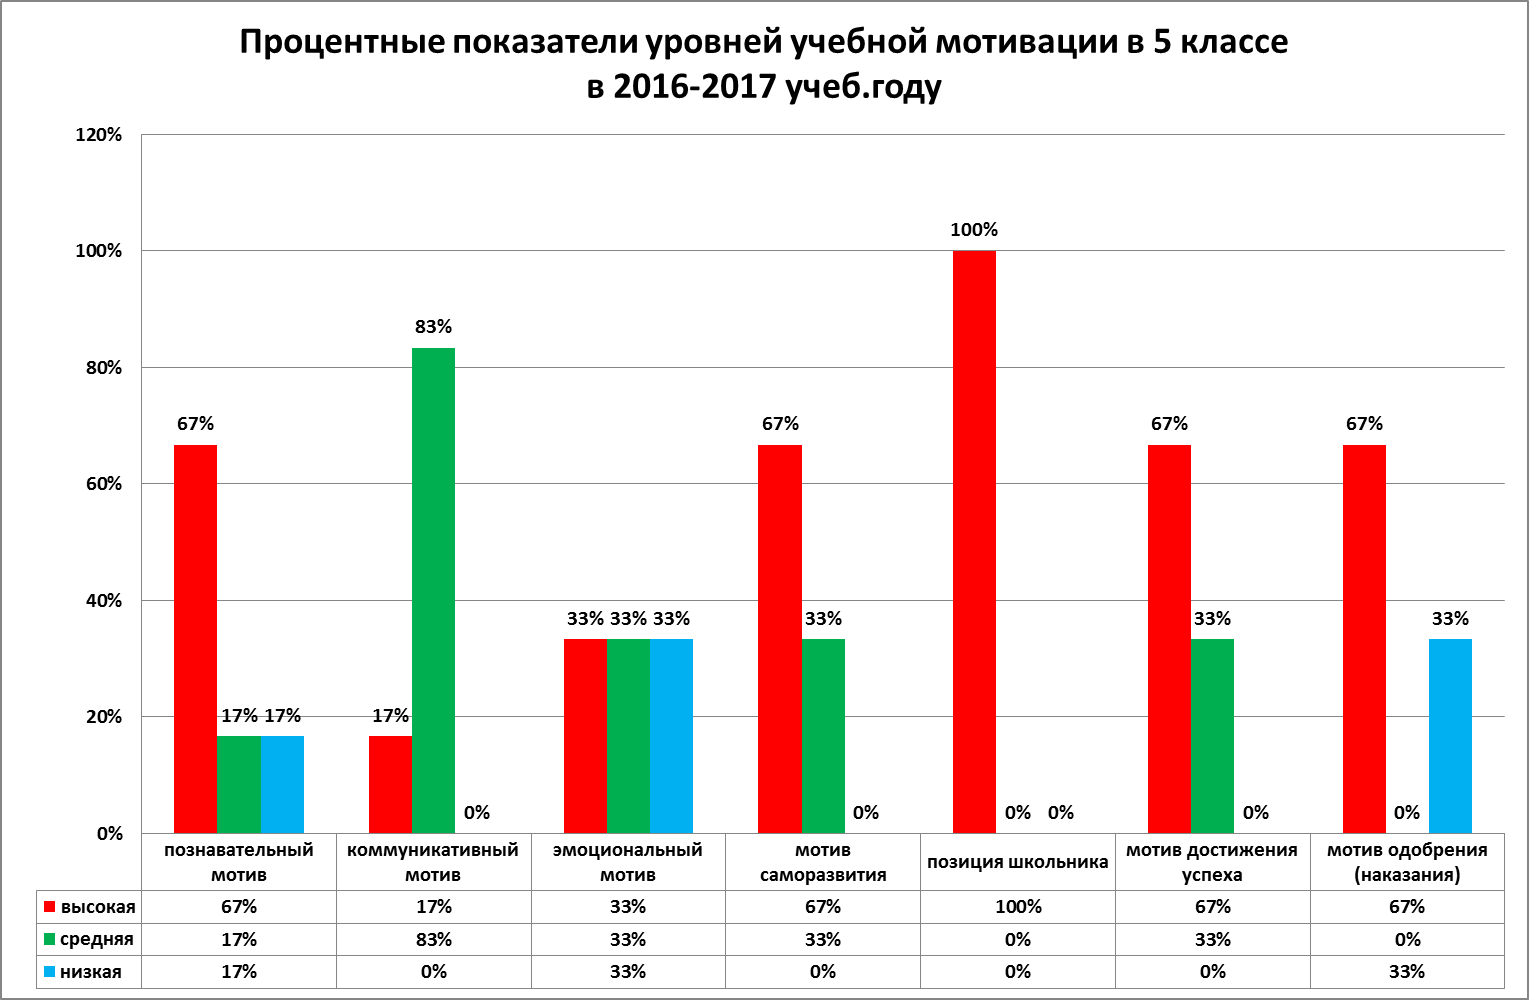 Процентные показатели уровней учебной мотивации в 5 классе
в 2016-2017 учеб.году
120%
100%
80%
60%
40%
20%
0%
67%
17%
17%
17%
83%
0%
33%
33%
33%
67%
33%
0%
100%
0%
0%
67%
33%
0%
67%
0%
33%
познавательный
мотив
коммуникативный
мотив
эмоциональный
мотив
мотив
саморазвития
позиция школьника
мотив достижения
успеха
мотив одобрения
(наказания)
высокая 67% 17% 33% 67% 100% 67% 67%
средняя 17% 83% 33% 33% 0% 33% 0%
низкая 17% 0% 33% 0% 0% 0% 33%